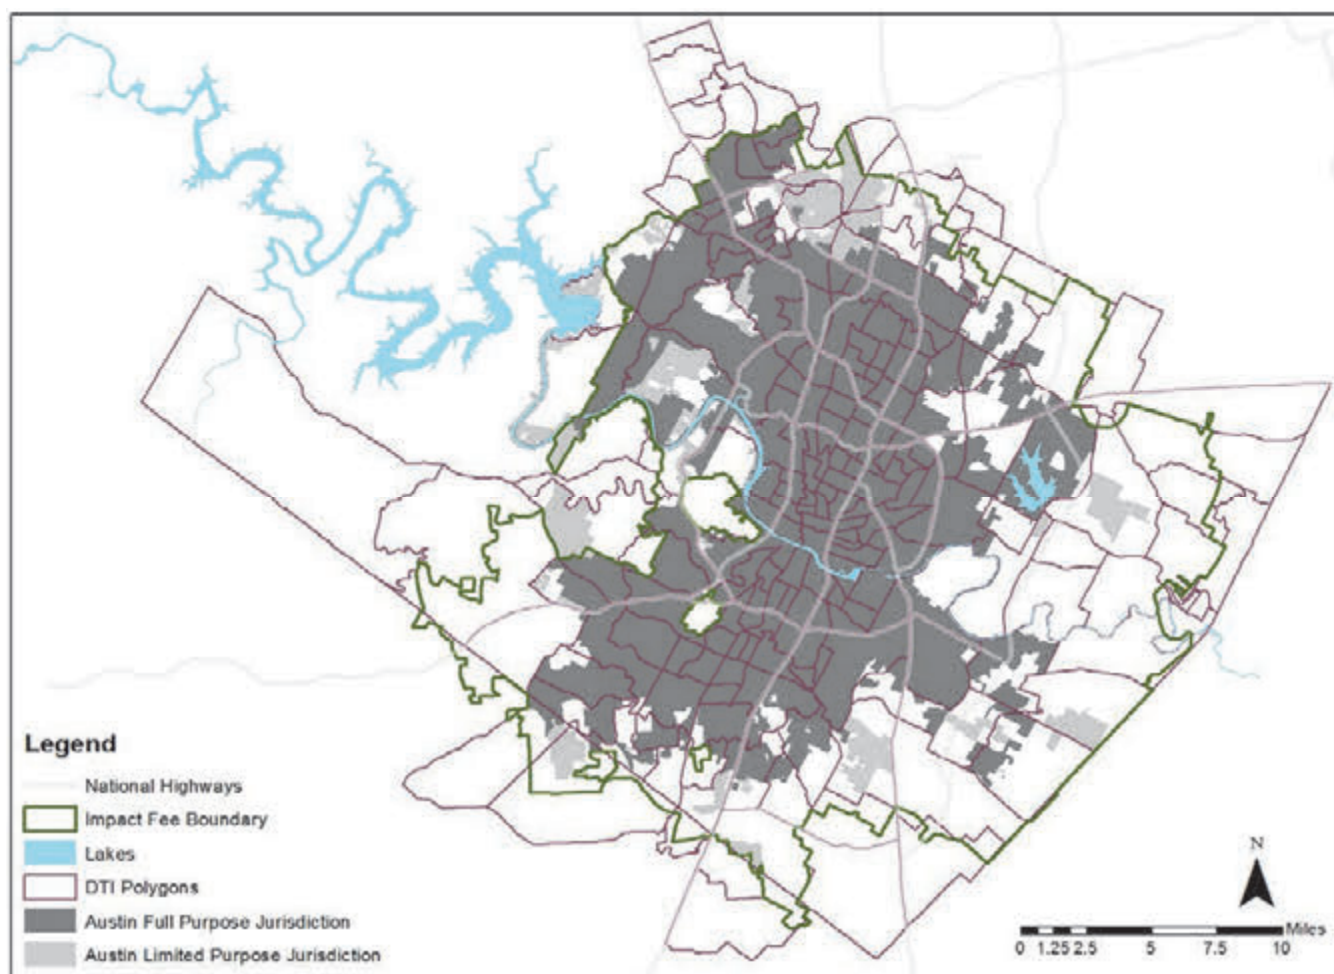 Legend
National Highways
Impact Fee Boundary
Lakes
DTI Polygons
Austin Full Purpose Jurisdiction
Austin Limited Purpose Jurisdiction
N
Miles
0 1.25 2.5 5 7.5 10